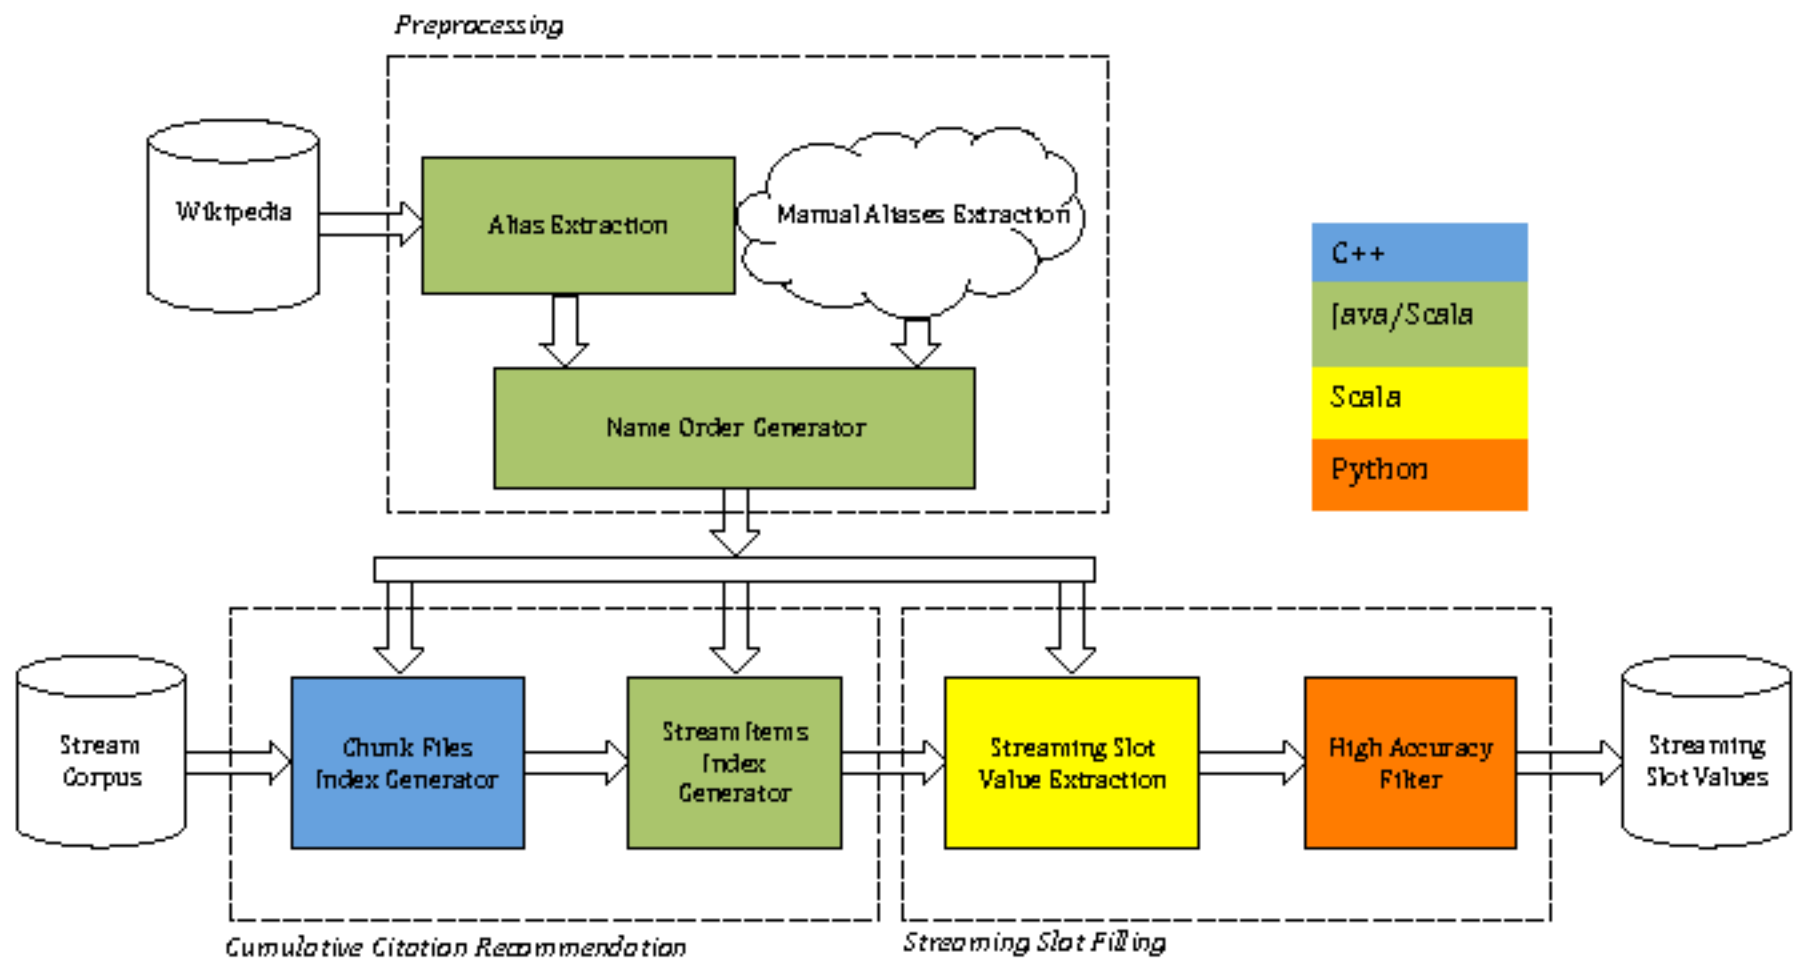 Preprocessing
Wikipedia
Alias Extraction
Manual Aliases Extraction
Name Order Generator
C++
Java/Scala
Scala
Python
Stream
Corpus
Chunk Files
Index Generator
Stream Items
Index
Generator
Streaming Slot
Value Extraction
High Accuracy
Filter
Streaming
Slot Values
Cumulative Citation Recommendation
Streaming Slot Filling